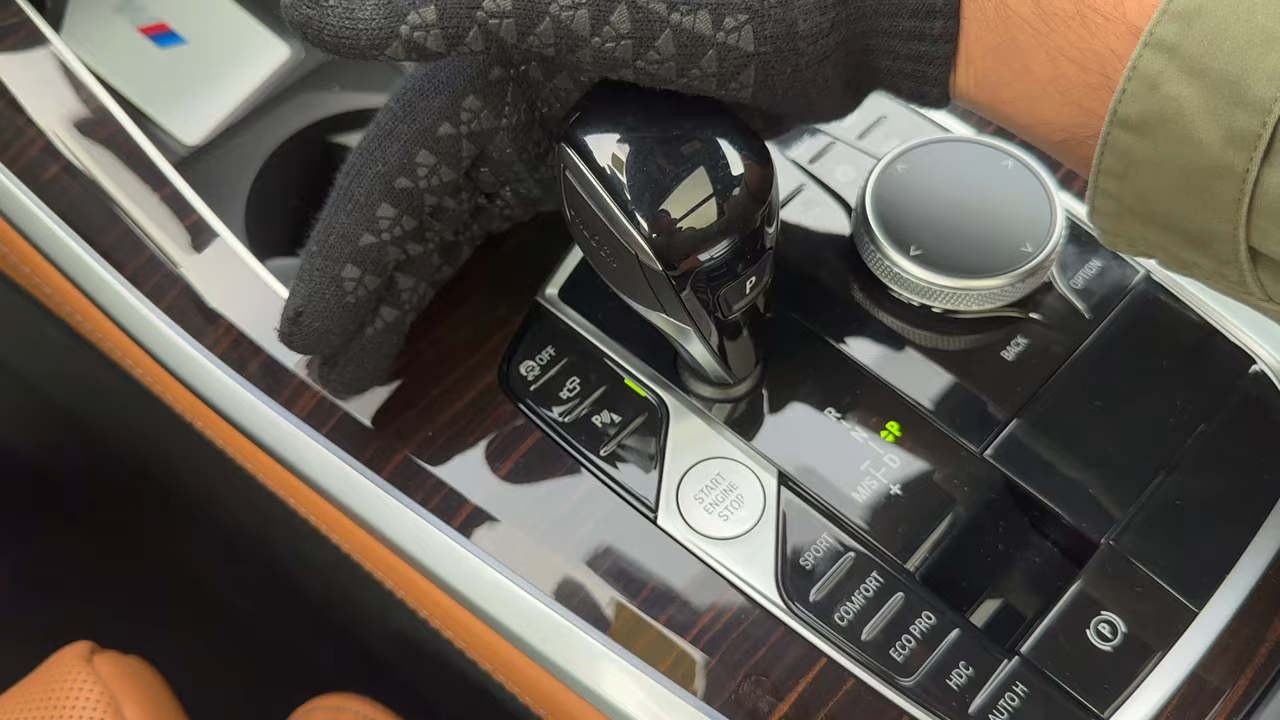 P
OPTION
BACK
OFF
P
R
N
P
D
M/S
+
START
ENGINE
STOP
SPORT
COMFORT
ECO PRO
HDC
AUTO H
P